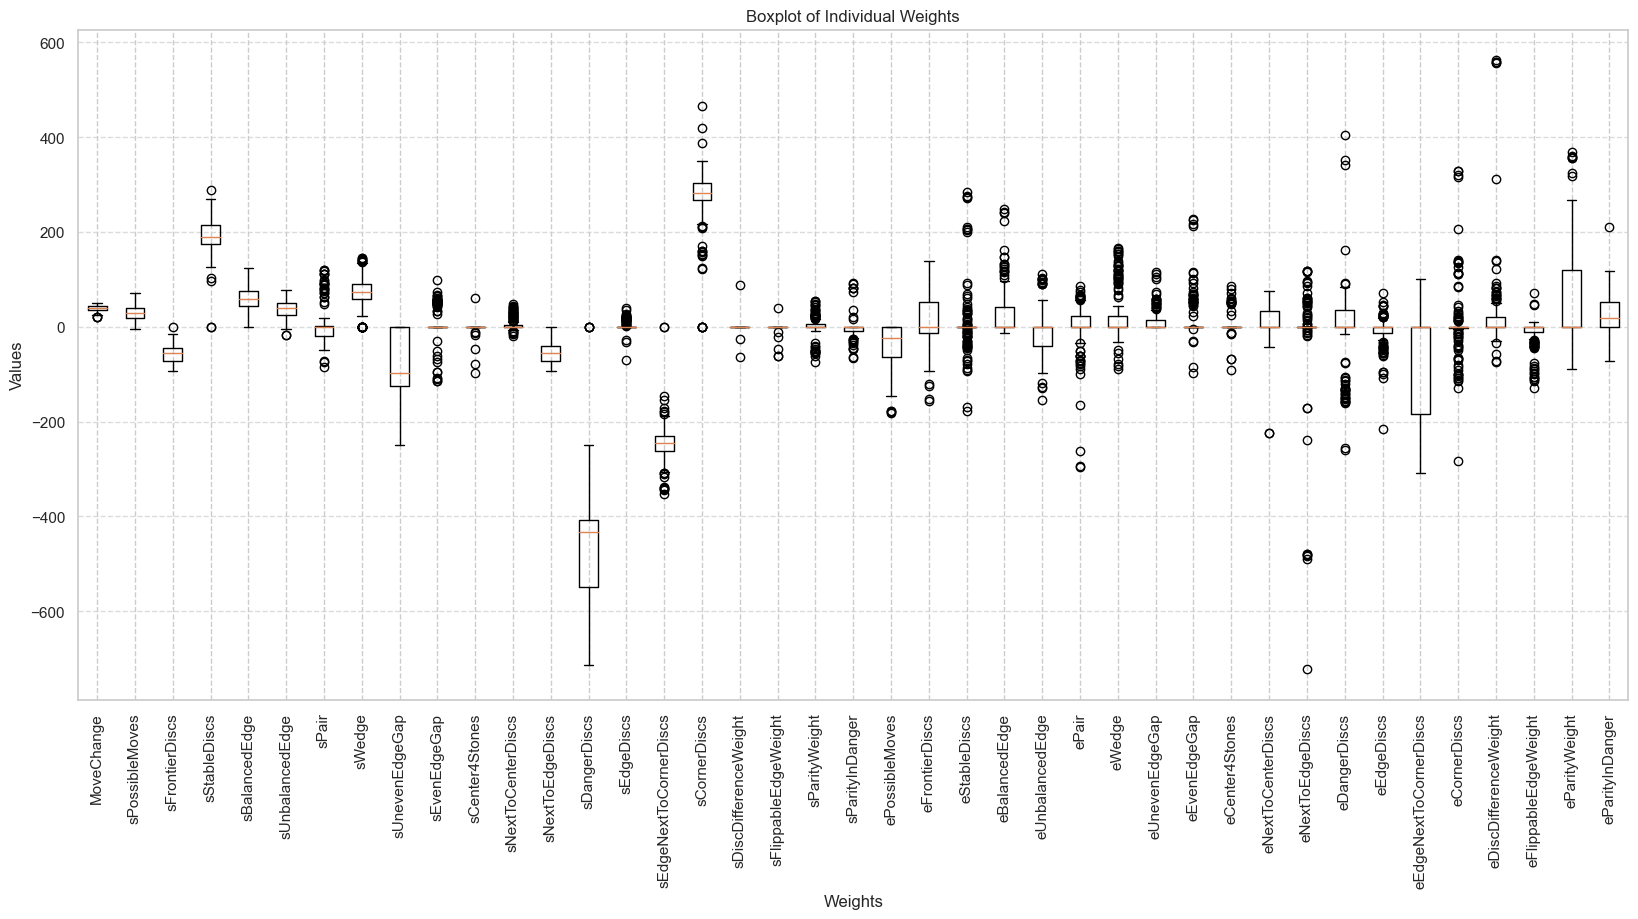 Boxplot of Individual Weights
600
400
200
0
−200
−400
−600
Values
MoveChange
sPossibleMoves
sFrontierDiscs
sStableDiscs
sBalancedEdge
sUnbalancedEdge
sPair
sWedge
sUnevenEdgeGap
sEvenEdgeGap
sCenter4Stones
sNextToCenterDiscs
sNextToEdgeDiscs
sDangerDiscs
sEdgeDiscs
sEdgeNextToCornerDiscs
sCornerDiscs
sDiscDifferenceWeight
sFlippableEdgeWeight
sParityWeight
sParityInDanger
ePossibleMoves
eFrontierDiscs
eStableDiscs
eBalancedEdge
eUnbalancedEdge
ePair
eWedge
eUnevenEdgeGap
eEvenEdgeGap
eCenter4Stones
eNextToCenterDiscs
eNextToEdgeDiscs
eDangerDiscs
eEdgeDiscs
eEdgeNextToCornerDiscs
eCornerDiscs
eDiscDifferenceWeight
eFlippableEdgeWeight
eParityWeight
eParityInDanger
Weights